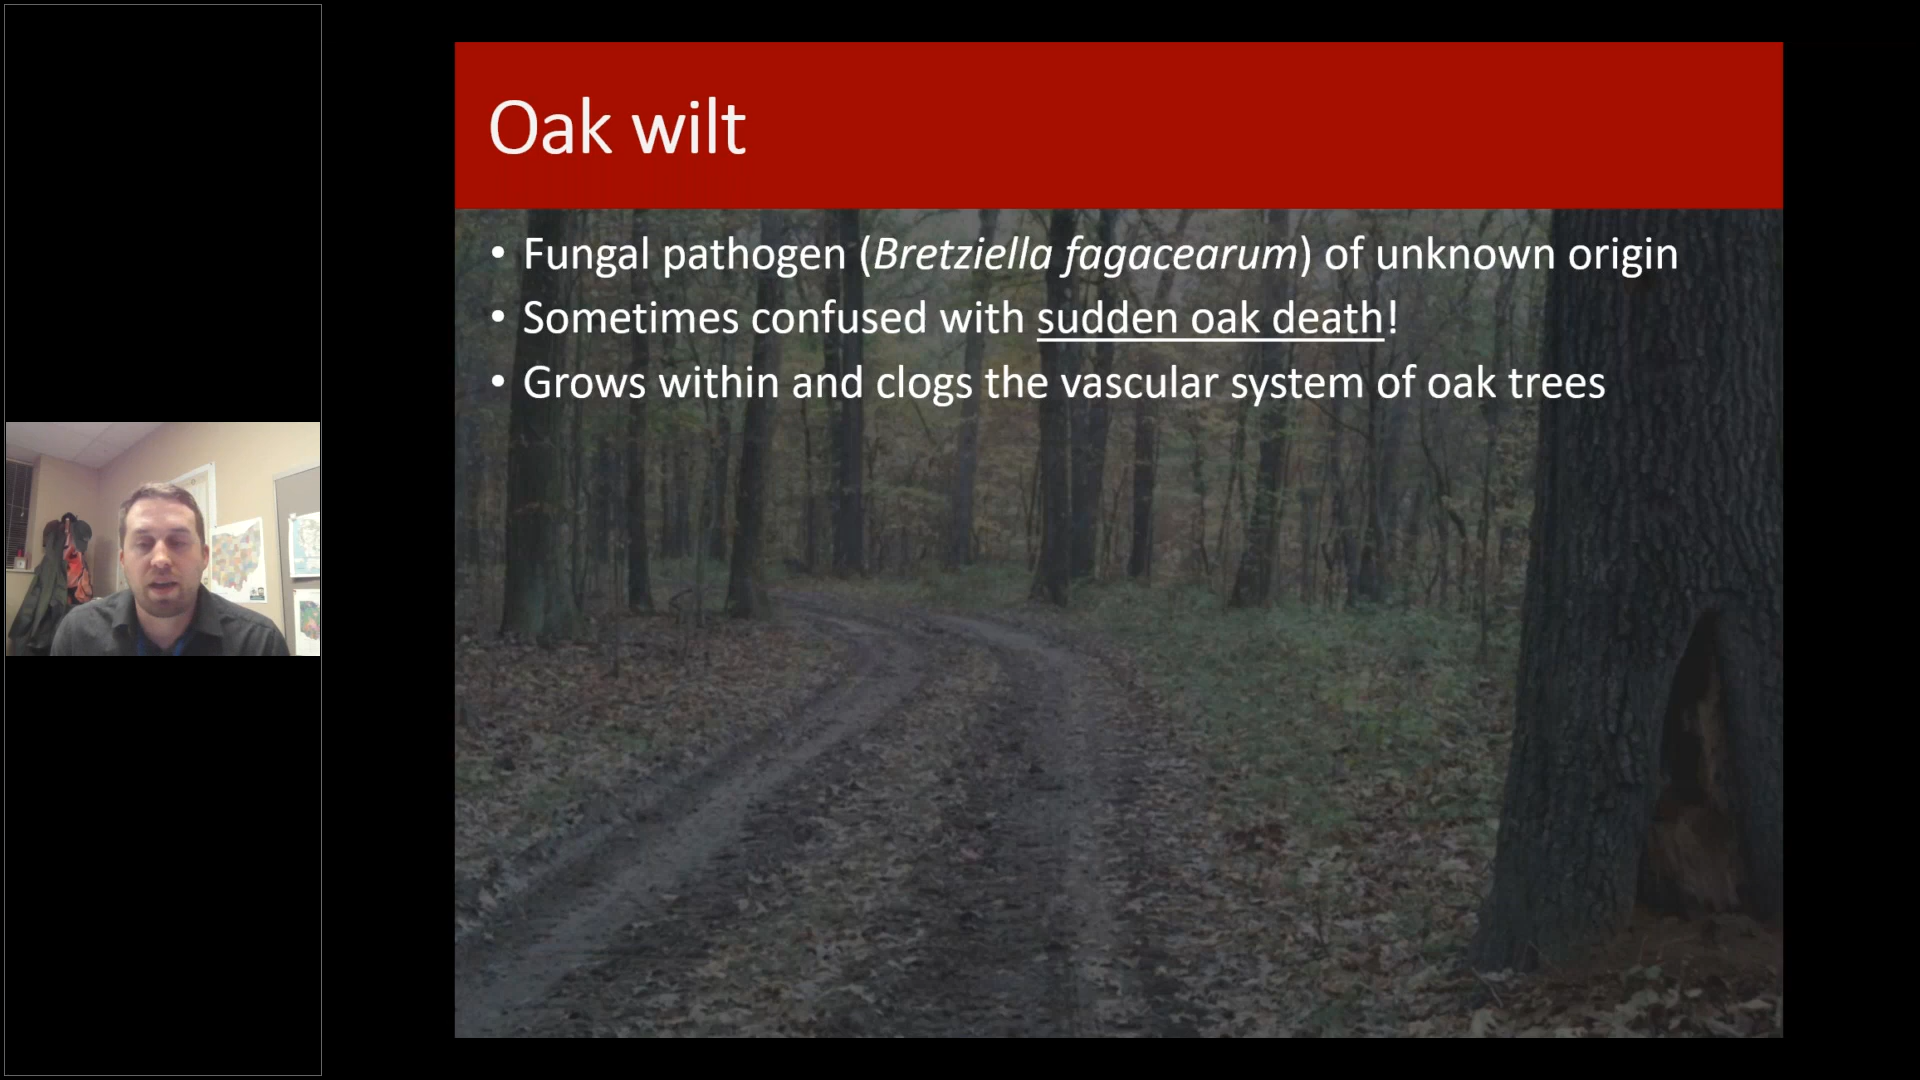 Oak wilt
• Fungal pathogen (Bretziella fagacearum) of unknown origin
• Sometimes confused with sudden oak death!
• Grows within and clogs the vascular system of oak trees